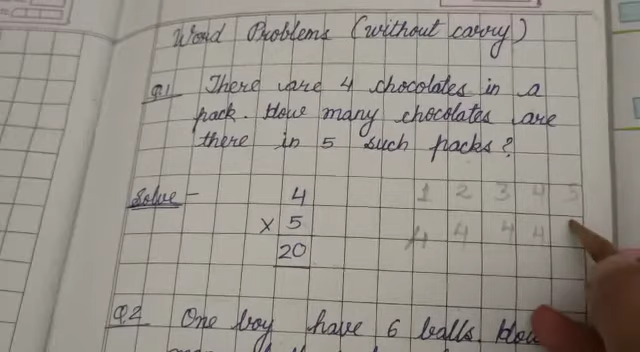 Word Problems (without carry)
Q1 There are 4 chocolates in a
pack. How many chocolates are
there in 5 such packs?
Solve - 4 1 2 3 4 5
x 5 4 4 4 4
20
Q2 One boy have 6 balls. How